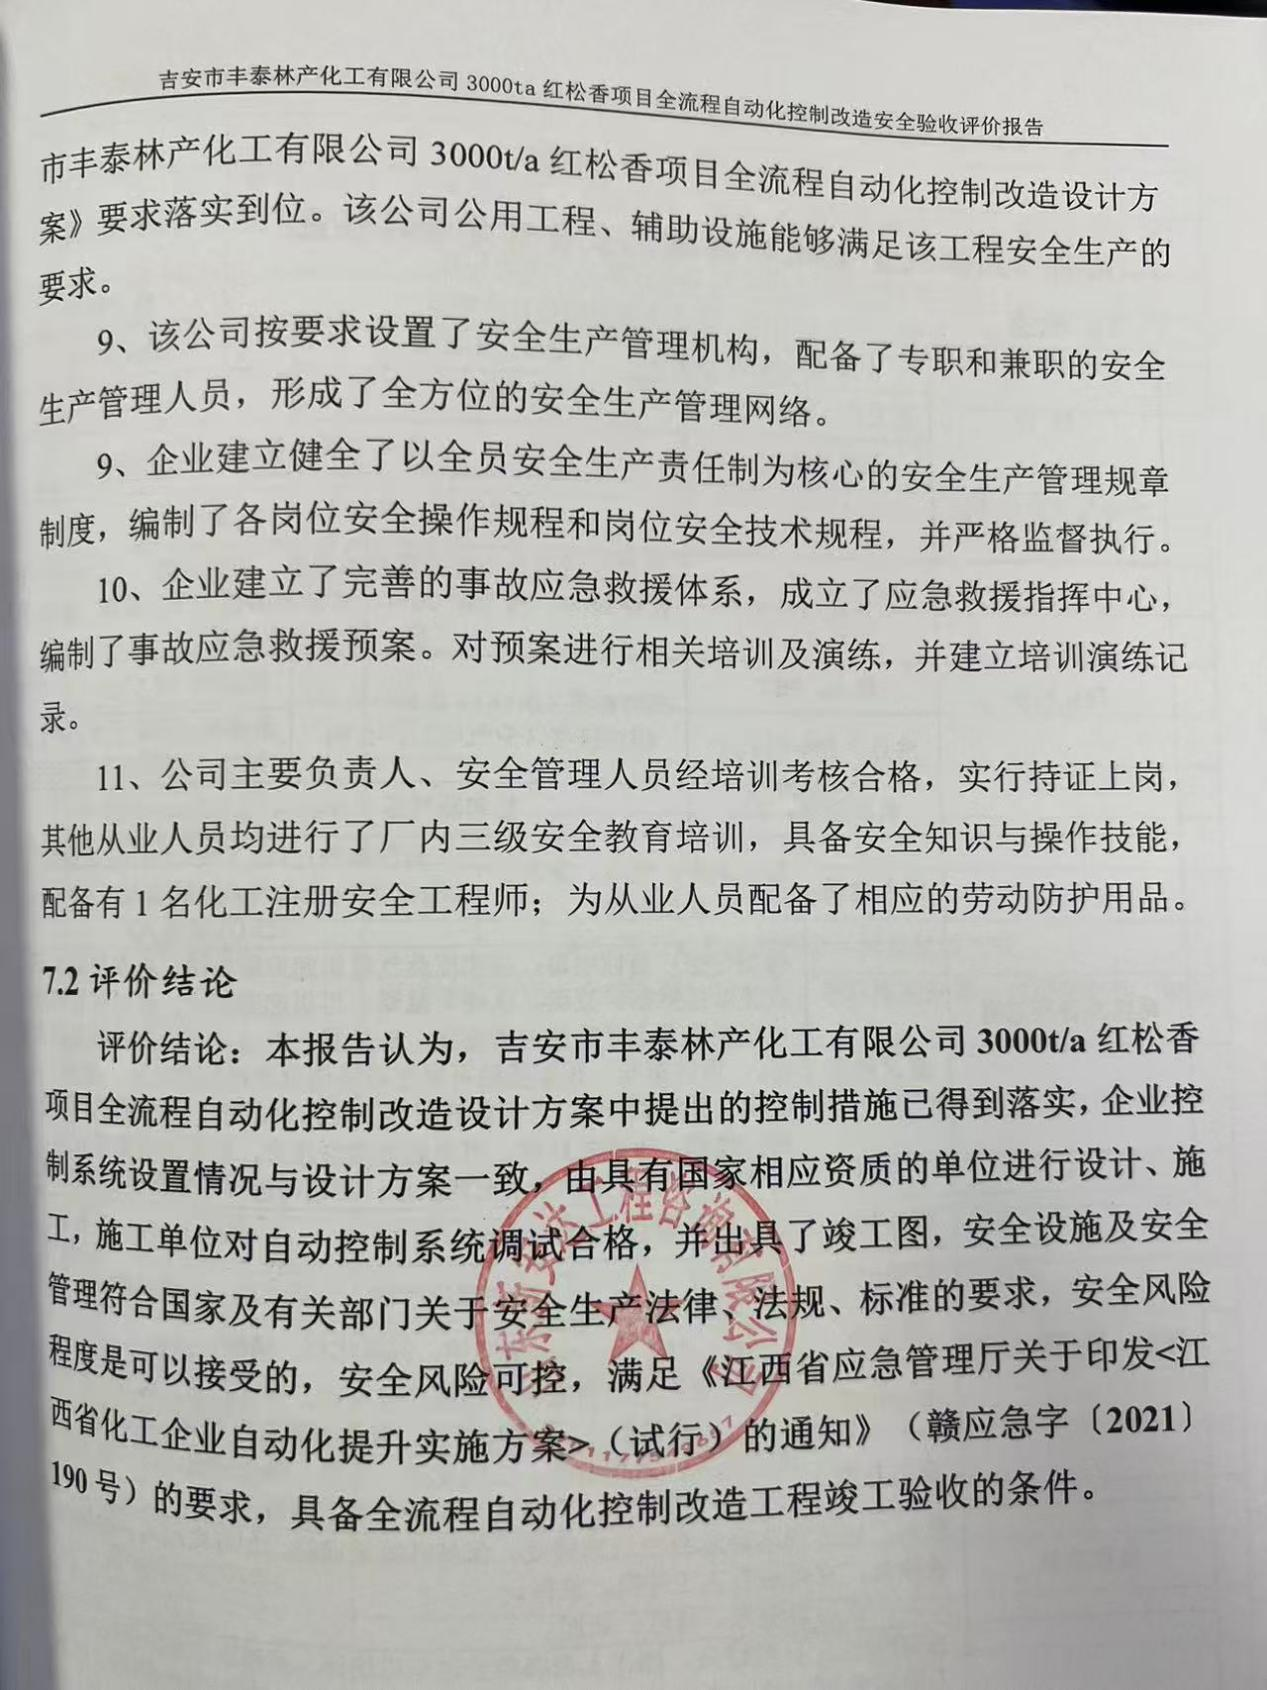 吉安市丰泰林产化工有限公司 3000ta 红松香项目全流程自动化控制改造安全验收评价报告
市丰泰林产化工有限公司 3000t/a 红松香项目全流程自动化控制改造设计方
案》要求落实到位。该公司公用工程、辅助设施能够满足该工程安全生产的
要求。
9、该公司按要求设置了安全生产管理机构，配备了专职和兼职的安全
生产管理人员，形成了全方位的安全生产管理网络。
9、企业建立健全了以全员安全生产责任制为核心的安全生产管理规章
制度，编制了各岗位安全操作规程和岗位安全技术规程，并严格监督执行。
10、企业建立了完善的事故应急救援体系，成立了应急救援指挥中心，
编制了事故应急救援预案。对预案进行相关培训及演练，并建立培训演练记
录。
11、公司主要负责人、安全管理人员经培训考核合格，实行持证上岗，
其他从业人员均进行了厂内三级安全教育培训，具备安全知识与操作技能，
配备有 1 名化工注册安全工程师；为从业人员配备了相应的劳动防护用品。
7.2 评价结论
评价结论：本报告认为，吉安市丰泰林产化工有限公司 3000t/a 红松香
项目全流程自动化控制改造设计方案中提出的控制措施已得到落实，企业控
制系统设置情况与设计方案一致，由具有国家相应资质的单位进行设计、施
工，施工单位对自动控制系统调试合格，并出具了竣工图，安全设施及安全
管理符合国家及有关部门关于安全生产法律、法规、标准的要求，安全风险
程度是可以接受的，安全风险可控，满足《江西省应急管理厅关于印发<江
西省化工企业自动化提升实施方案>（试行）的通知》（赣应急字〔2021〕
190 号）的要求，具备全流程自动化控制改造工程竣工验收的条件。
工程咨询有限公司